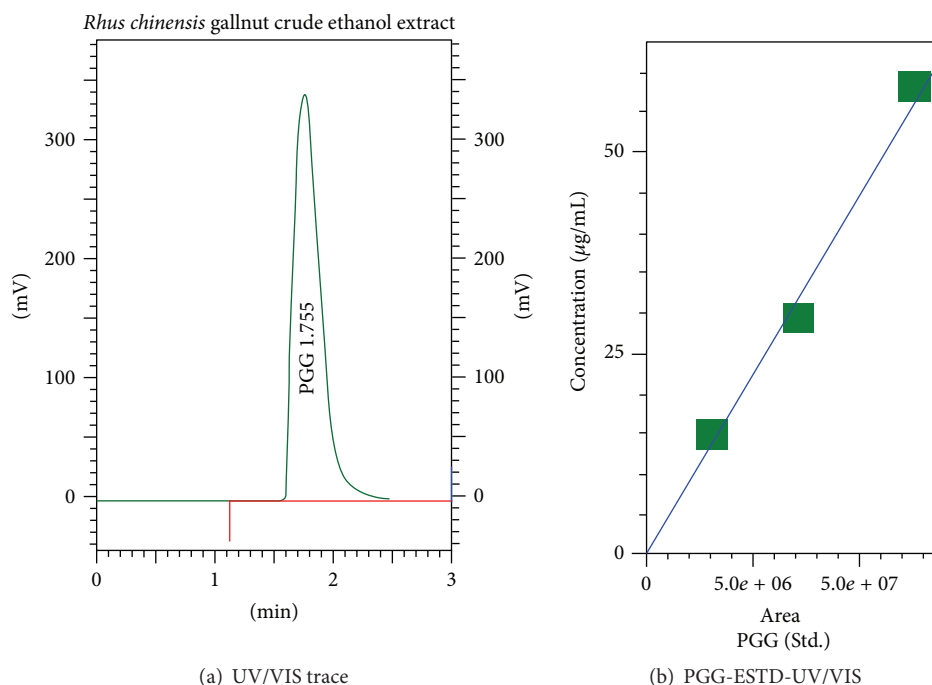 Rhus chinensis gallnut crude ethanol extract
300
200
100
0
(mV)
PGG 1.755
300
200
100
0
(mV)
0 1 2 3
(min)
(a) UV/VIS trace
50
25
0
Concentration (μg/mL)
0 5.0e + 06 5.0e + 07
Area
PGG (Std.)
(b) PGG-ESTD-UV/VIS